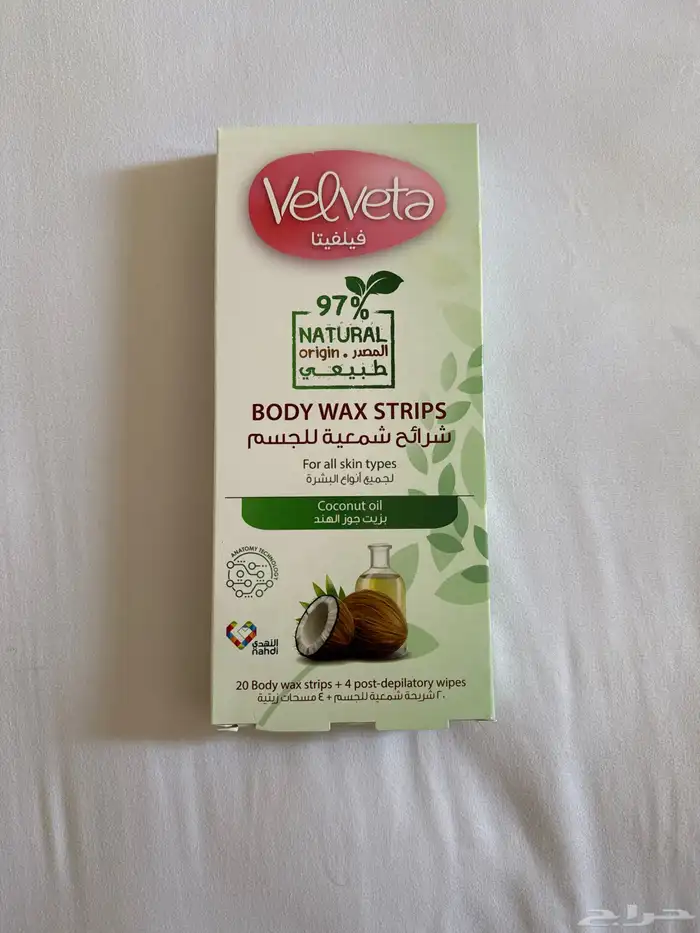 Velveta
فيلفيتا
97%
NATURAL
origin . المصدر
طبيعي
BODY WAX STRIPS
شرائح شمعية للجسم
For all skin types
لجميع أنواع البشرة
Coconut oil
بزيت جوز الهند
ANATOMY TECHNOLOGY
النهدي
nahdi
20 Body wax strips + 4 post-depilatory wipes
٢٠ شريحة شمعية للجسم + ٤ مسحات زيتية
حراج